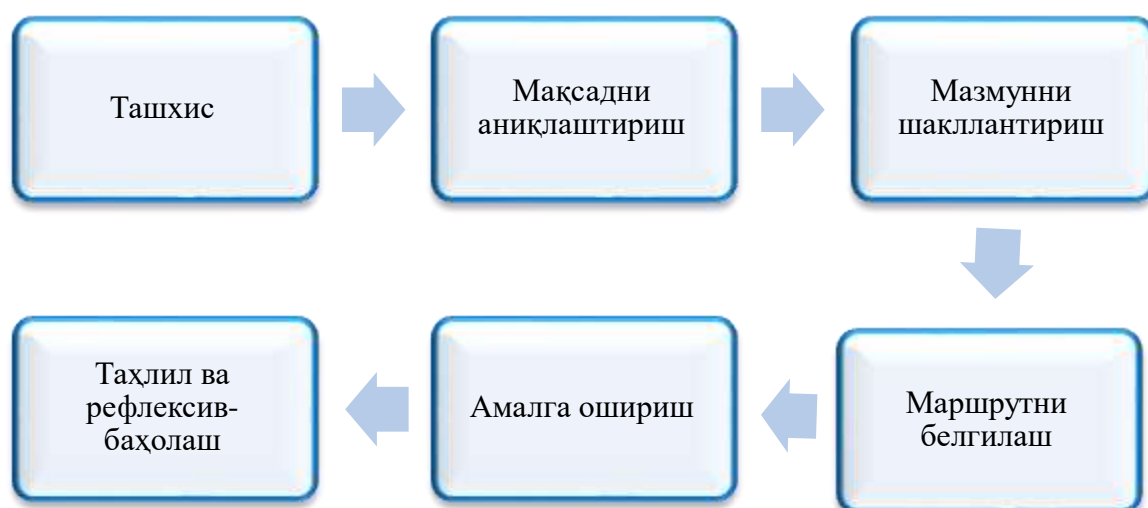 Ташхис
Мақсадни
аниқлаштириш
Мазмунни
шакллантириш
Маршрутни
белгилаш
Амалга ошириш
Таҳлил ва
рефлексив-
баҳолаш